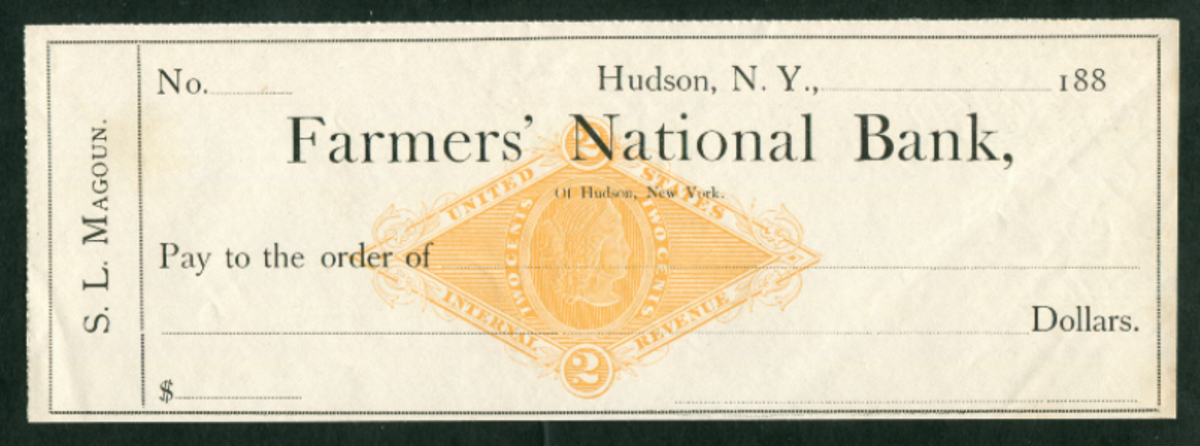 S. L. MAGOUN.
No.
Hudson, N. Y., 188
Farmers' National Bank,
Of Hudson, New York.
Pay to the order of
Dollars.
$
2
UNITED STATES
TWO CENTS
TWO CENTS
INTERNAL REVENUE
2